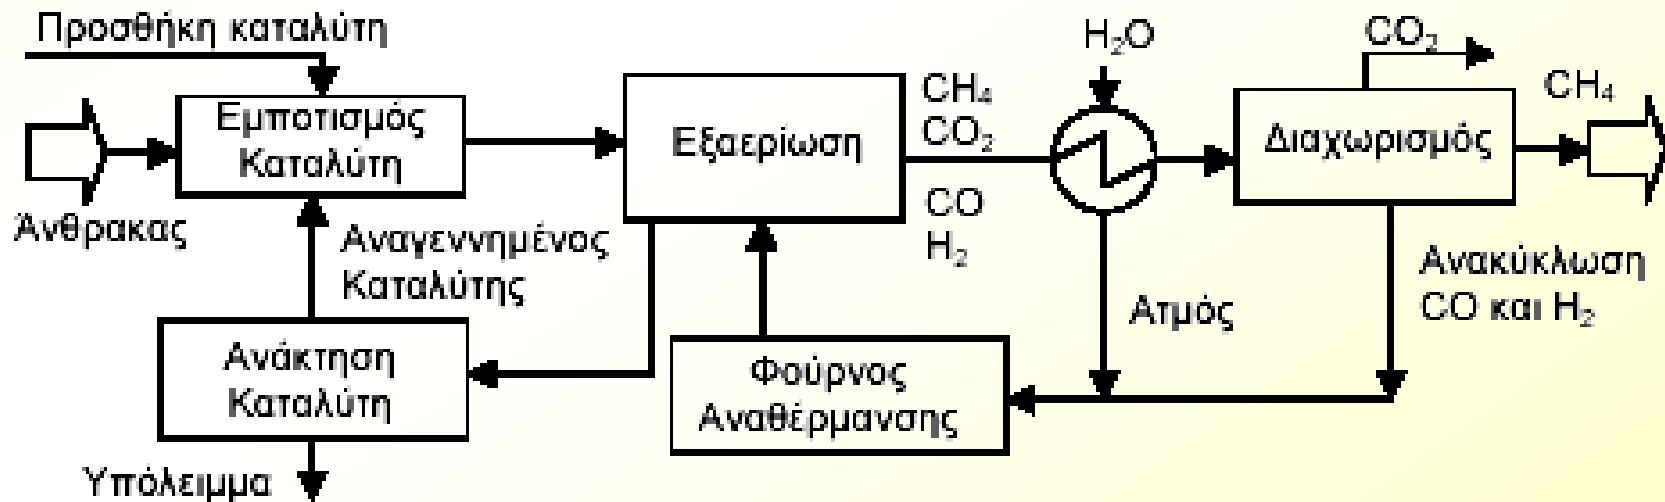 Προσθήκη καταλύτη
Άνθρακας
Εμποτισμός
Καταλύτη
Αναγεννημένος
Καταλύτης
Ανάκτηση
Καταλύτη
Υπόλειμμα
Εξαερίωση
CH₄
CO₂
CO
H₂
H₂O
Ατμός
Φούρνος
Αναθέρμανσης
Διαχωρισμός
CO₂
CH₄
Ανακύκλωση
CO και H₂